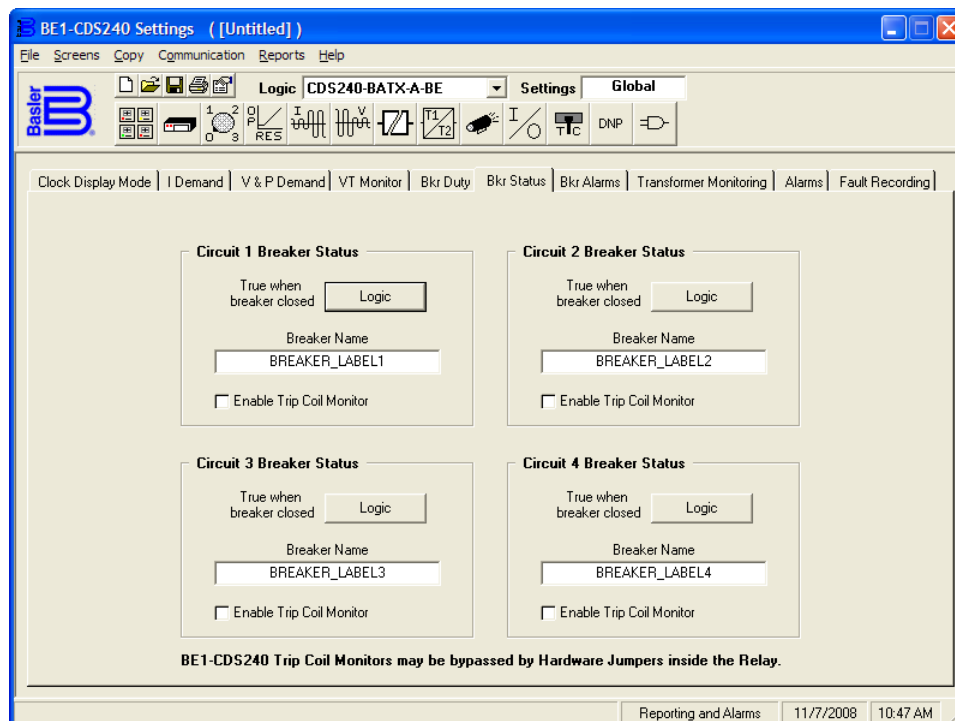 BE1-CDS240 Settings ( [Untitled] )
File Screens Copy Communication Reports Help
Basler
Logic CDS240-BATX-A-BE Settings Global
1 2 0 3
O P RES
I
V
T1 T2
I O
T C
DNP
Clock Display Mode I Demand V & P Demand VT Monitor Bkr Duty Bkr Status Bkr Alarms Transformer Monitoring Alarms Fault Recording
Circuit 1 Breaker Status
True when
breaker closed
Logic
Breaker Name
BREAKER_LABEL1
Enable Trip Coil Monitor
Circuit 2 Breaker Status
True when
breaker closed
Logic
Breaker Name
BREAKER_LABEL2
Enable Trip Coil Monitor
Circuit 3 Breaker Status
True when
breaker closed
Logic
Breaker Name
BREAKER_LABEL3
Enable Trip Coil Monitor
Circuit 4 Breaker Status
True when
breaker closed
Logic
Breaker Name
BREAKER_LABEL4
Enable Trip Coil Monitor
BE1-CDS240 Trip Coil Monitors may be bypassed by Hardware Jumpers inside the Relay.
Reporting and Alarms 11/7/2008 10:47 AM